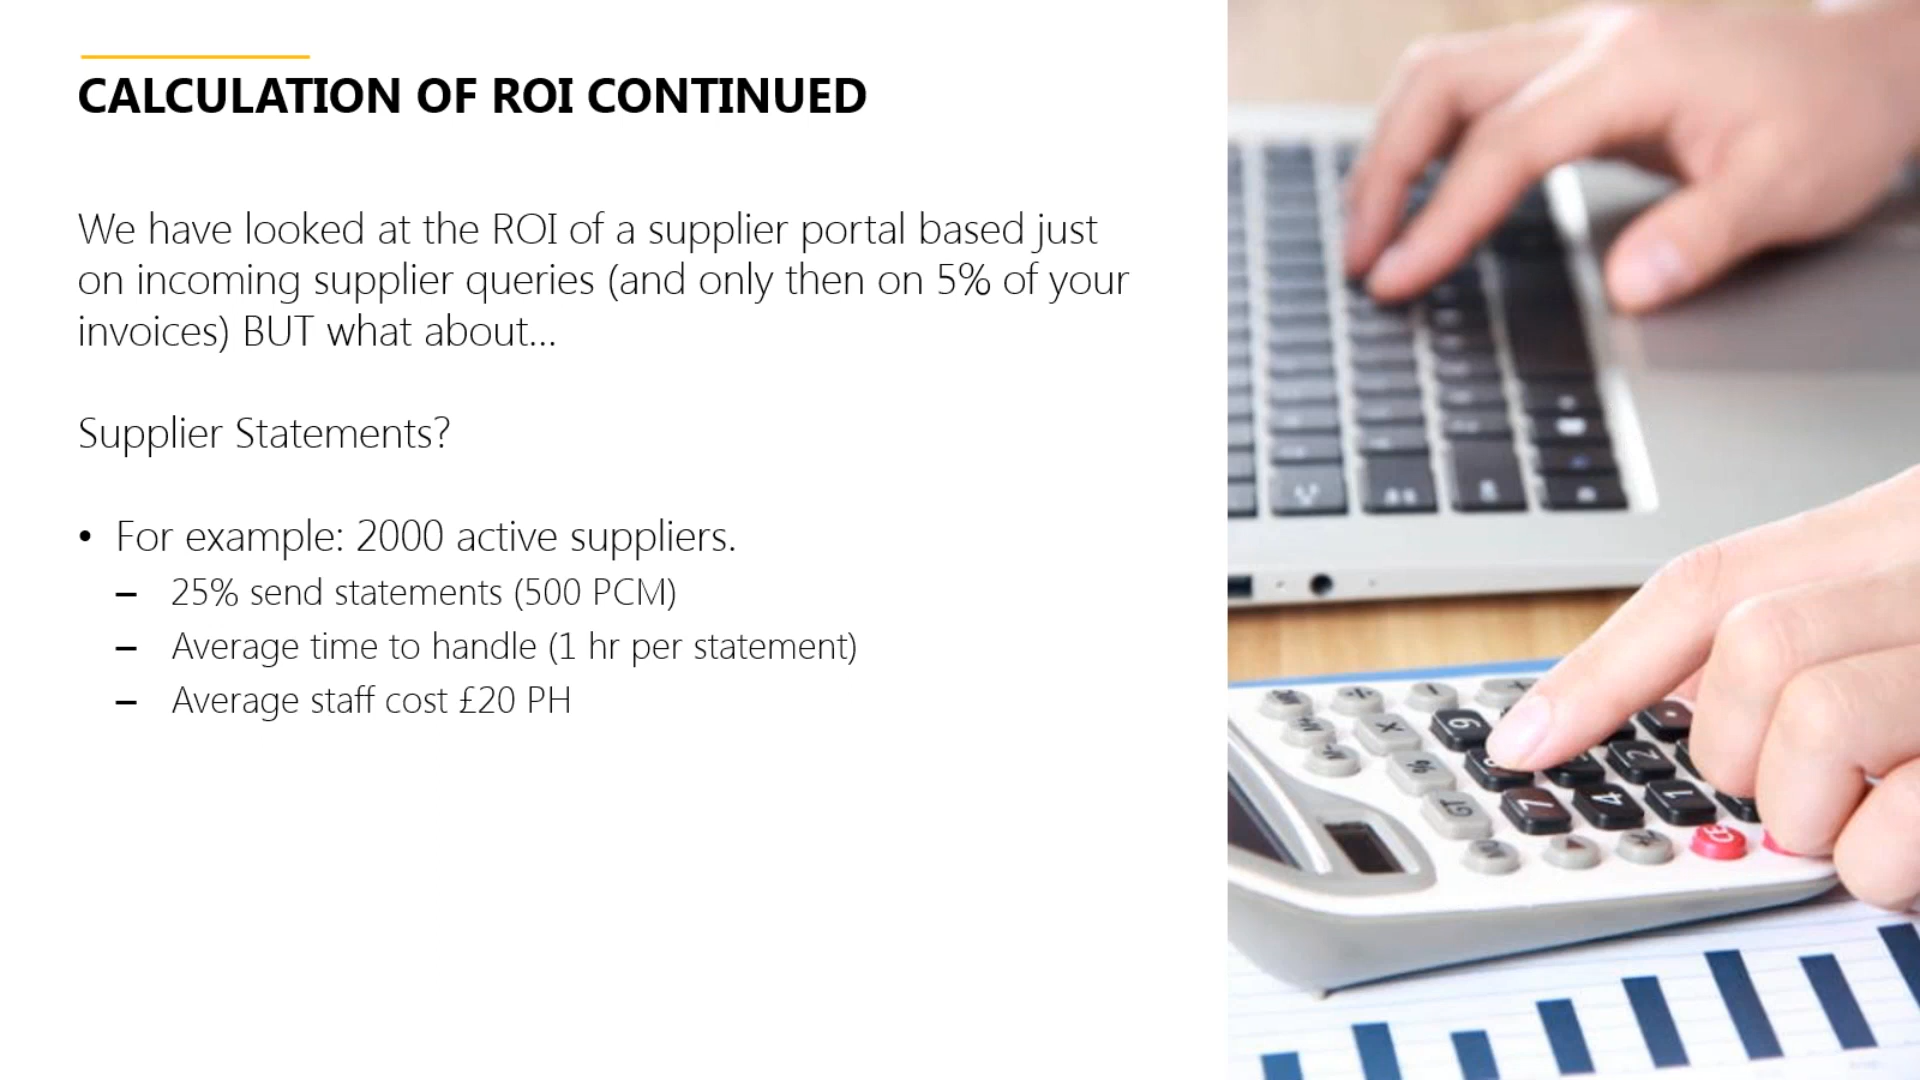 CALCULATION OF ROI CONTINUED
We have looked at the ROI of a supplier portal based just
on incoming supplier queries (and only then on 5% of your
invoices) BUT what about...
Supplier Statements?
• For example: 2000 active suppliers.
– 25% send statements (500 PCM)
– Average time to handle (1 hr per statement)
– Average staff cost £20 PH